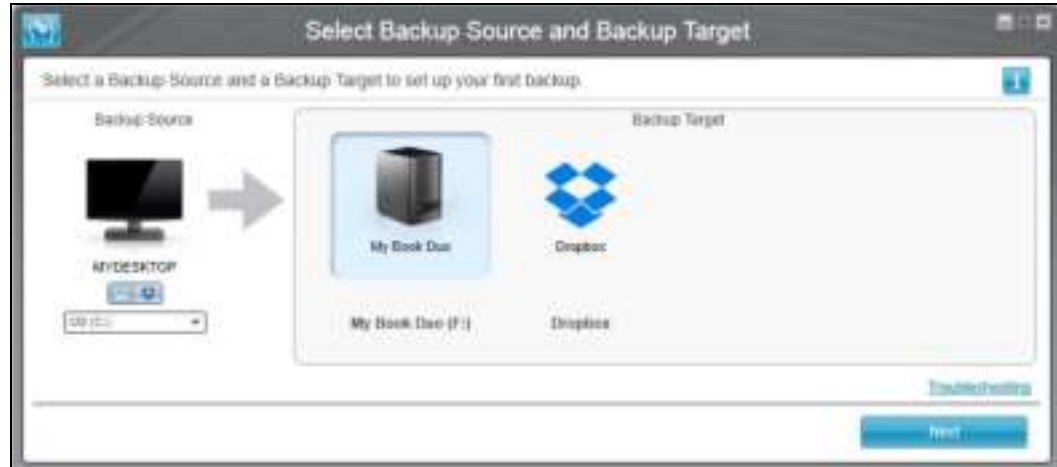 Select Backup Source and Backup Target
Select a Backup Source and a Backup Target to set up your first backup.
Backup Source
Backup Target
My Book Duo
Dropbox
MYDESKTOP
(C:)
My Book Duo (F:)
Dropbox
Troubleshooting
Next